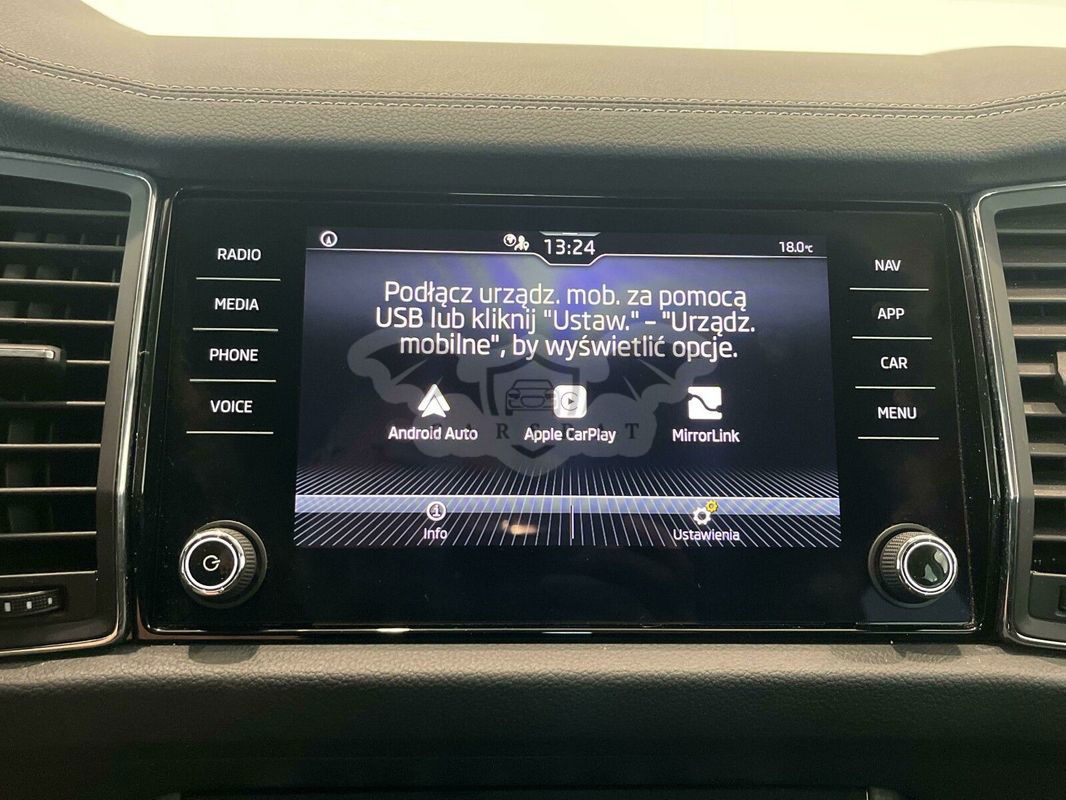 RADIO
MEDIA
PHONE
VOICE
13:24
18.0°C
Podłącz urządz. mob. za pomocą
USB lub kliknij "Ustaw." – "Urządz.
mobilne", by wyświetlić opcje.
Android Auto
Apple CarPlay
MirrorLink
Info
Ustawienia
NAV
APP
CAR
MENU